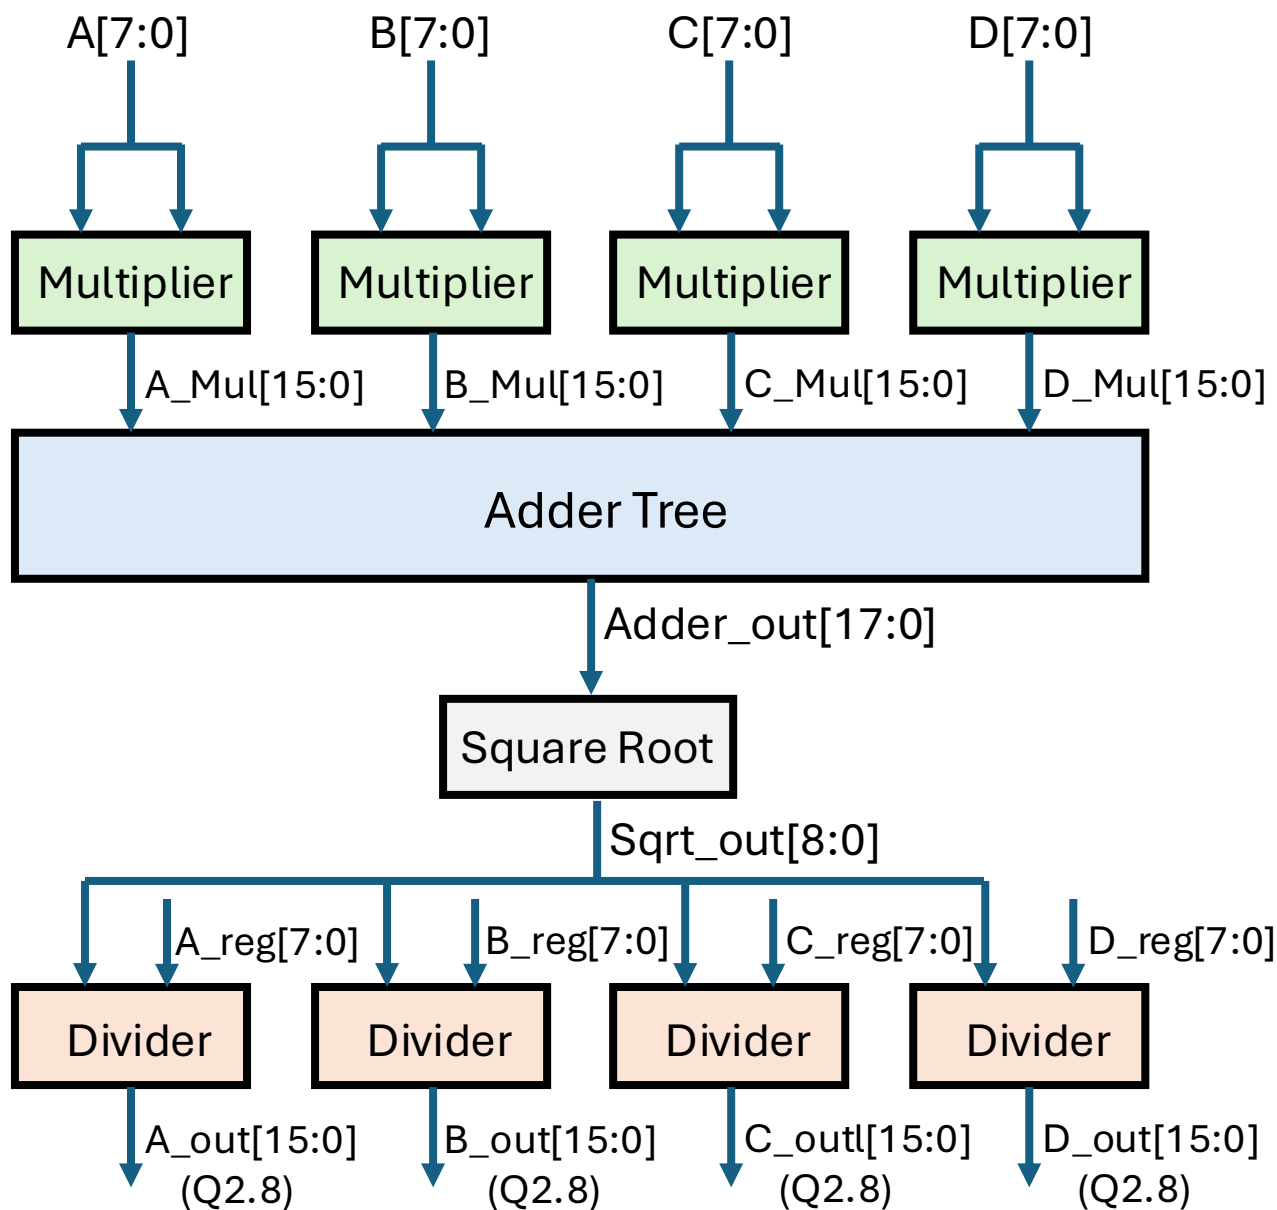 A[7:0]
B[7:0]
C[7:0]
D[7:0]
Multiplier
Multiplier
Multiplier
Multiplier
A_Mul[15:0]
B_Mul[15:0]
C_Mul[15:0]
D_Mul[15:0]
Adder Tree
Adder_out[17:0]
Square Root
Sqrt_out[8:0]
A_reg[7:0]
B_reg[7:0]
C_reg[7:0]
D_reg[7:0]
Divider
Divider
Divider
Divider
A_out[15:0]
(Q2.8)
B_out[15:0]
(Q2.8)
C_outl[15:0]
(Q2.8)
D_out[15:0]
(Q2.8)